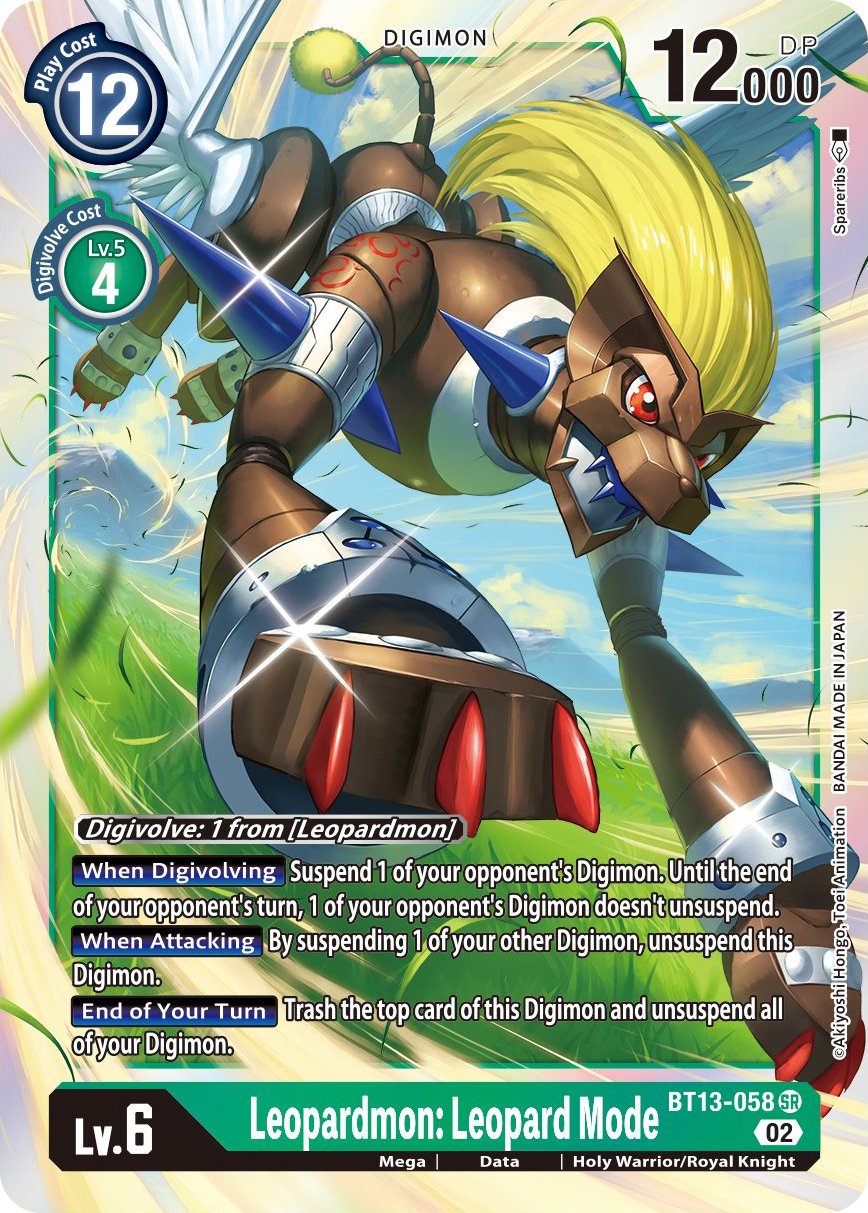 DIGIMON
Play Cost
12
12000
DP
Digivolve Cost
Lv.5
4
Spareribs
©Akiyoshi Hongo, Toei Animation BANDAI MADE IN JAPAN
Digivolve: 1 from [Leopardmon]
When Digivolving Suspend 1 of your opponent's Digimon. Until the end
of your opponent's turn, 1 of your opponent's Digimon doesn't unsuspend.
When Attacking By suspending 1 of your other Digimon, unsuspend this
Digimon.
End of Your Turn Trash the top card of this Digimon and unsuspend all
of your Digimon.
Lv.6
Leopardmon: Leopard Mode
BT13-058 SR
02
Mega | Data | Holy Warrior/Royal Knight